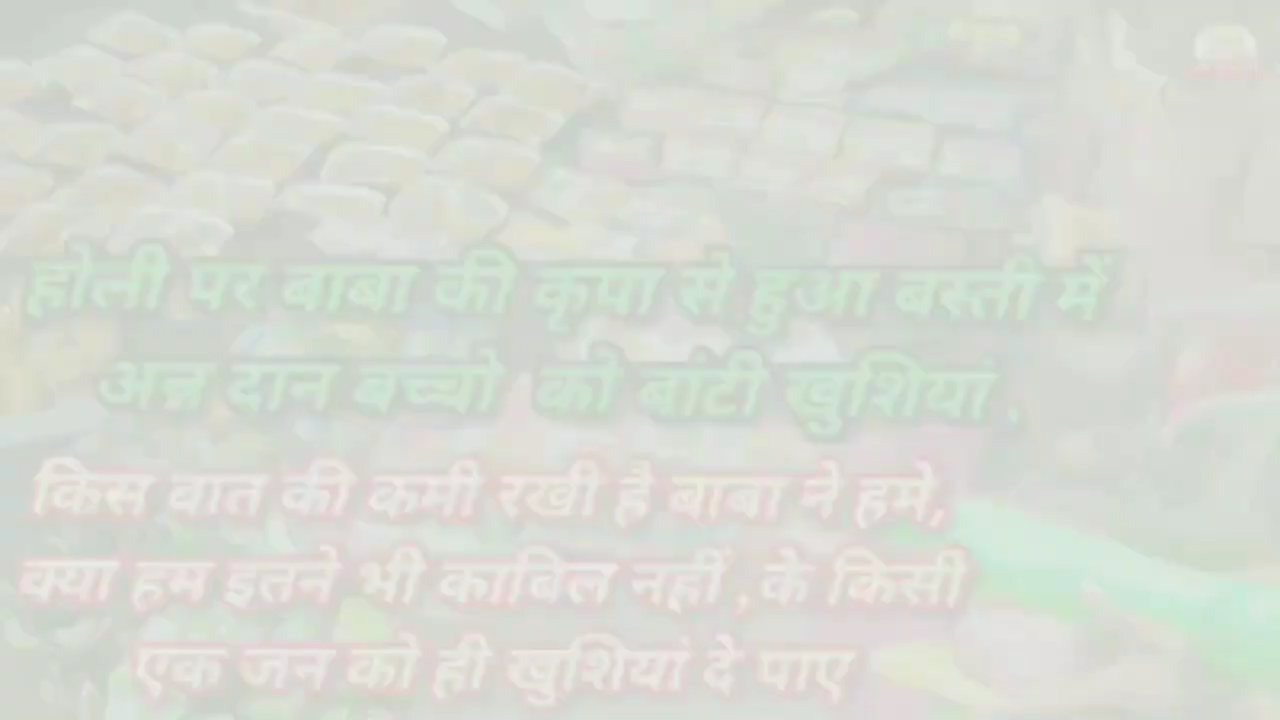 होली पर बाबा की कृपा से हुआ बस्ती में
अन्न दान बच्चो को बांटी खुशियां .
किस वात की कमी रखी है बाबा ने हमे,
क्या हम इतने भी काबिल नहीं ,के किसी
एक जन को ही खुशियां दे पाए